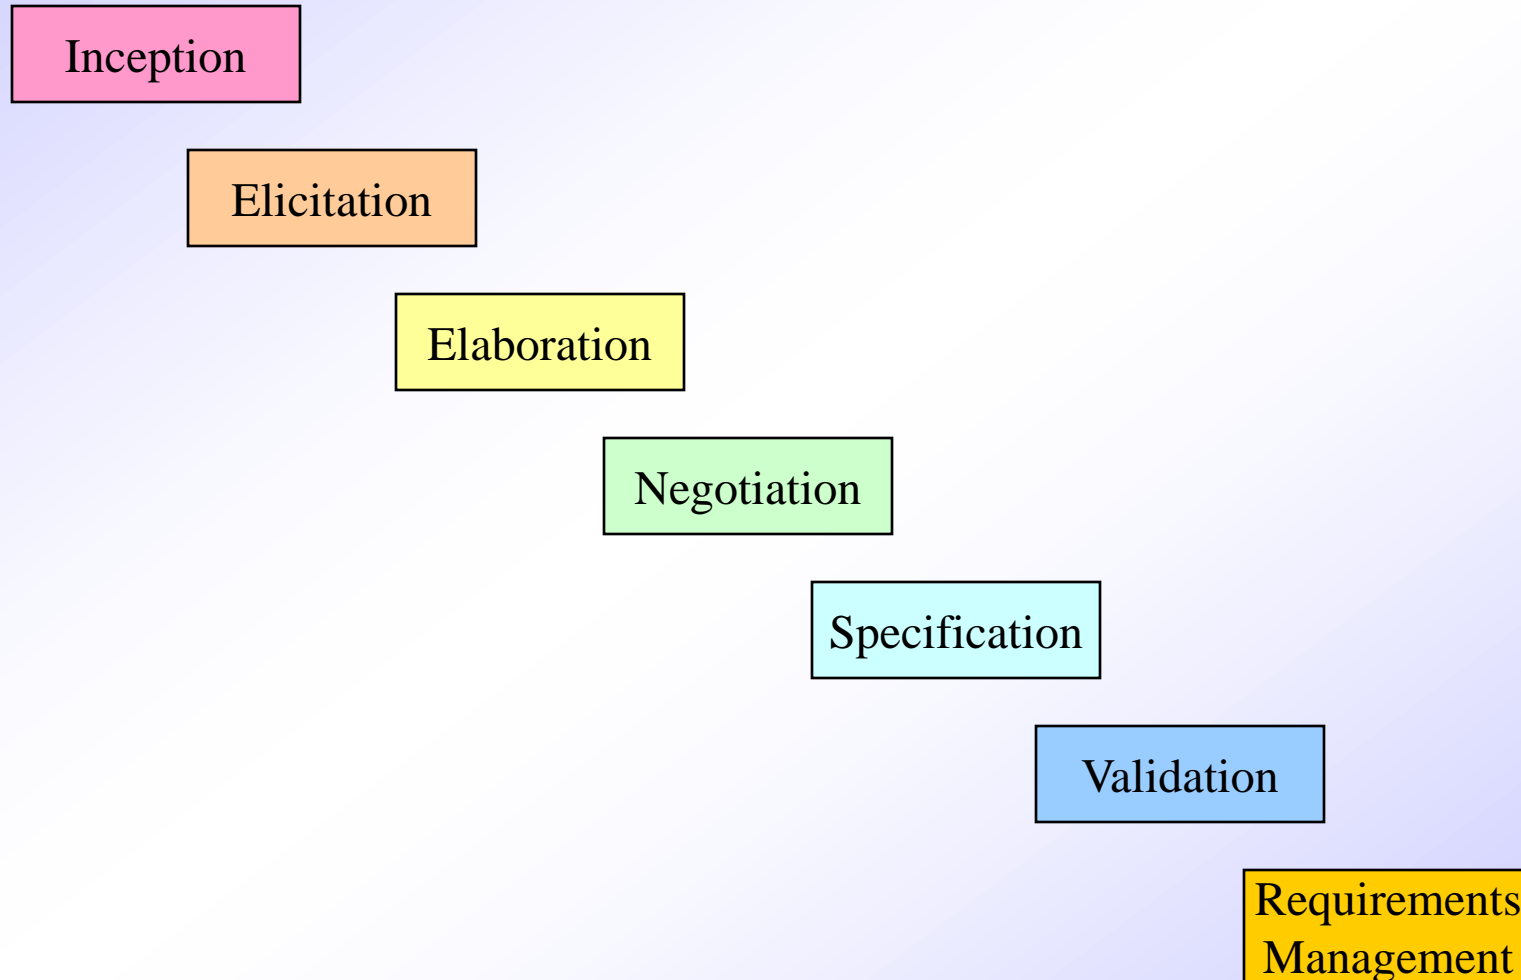 Inception
Elicitation
Elaboration
Negotiation
Specification
Validation
Requirements
Management